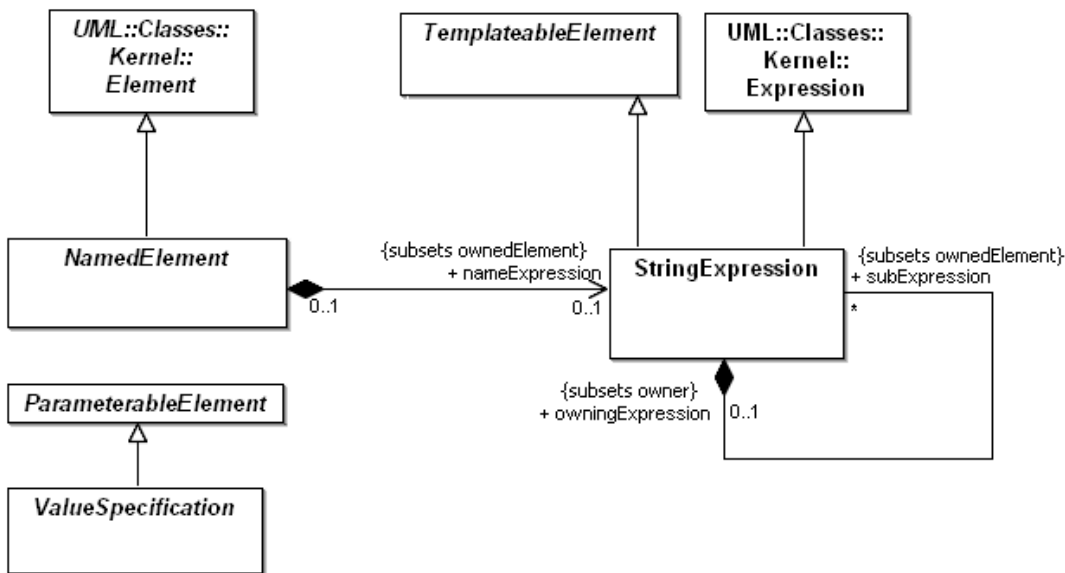 UML::Classes::
Kernel::
Element
TemplateableElement
UML::Classes::
Kernel::
Expression
NamedElement
{subsets ownedElement}
+ nameExpression
0..1
0..1
StringExpression
{subsets ownedElement}
+ subExpression
*
{subsets owner}
+ owningExpression
0..1
ParameterableElement
ValueSpecification